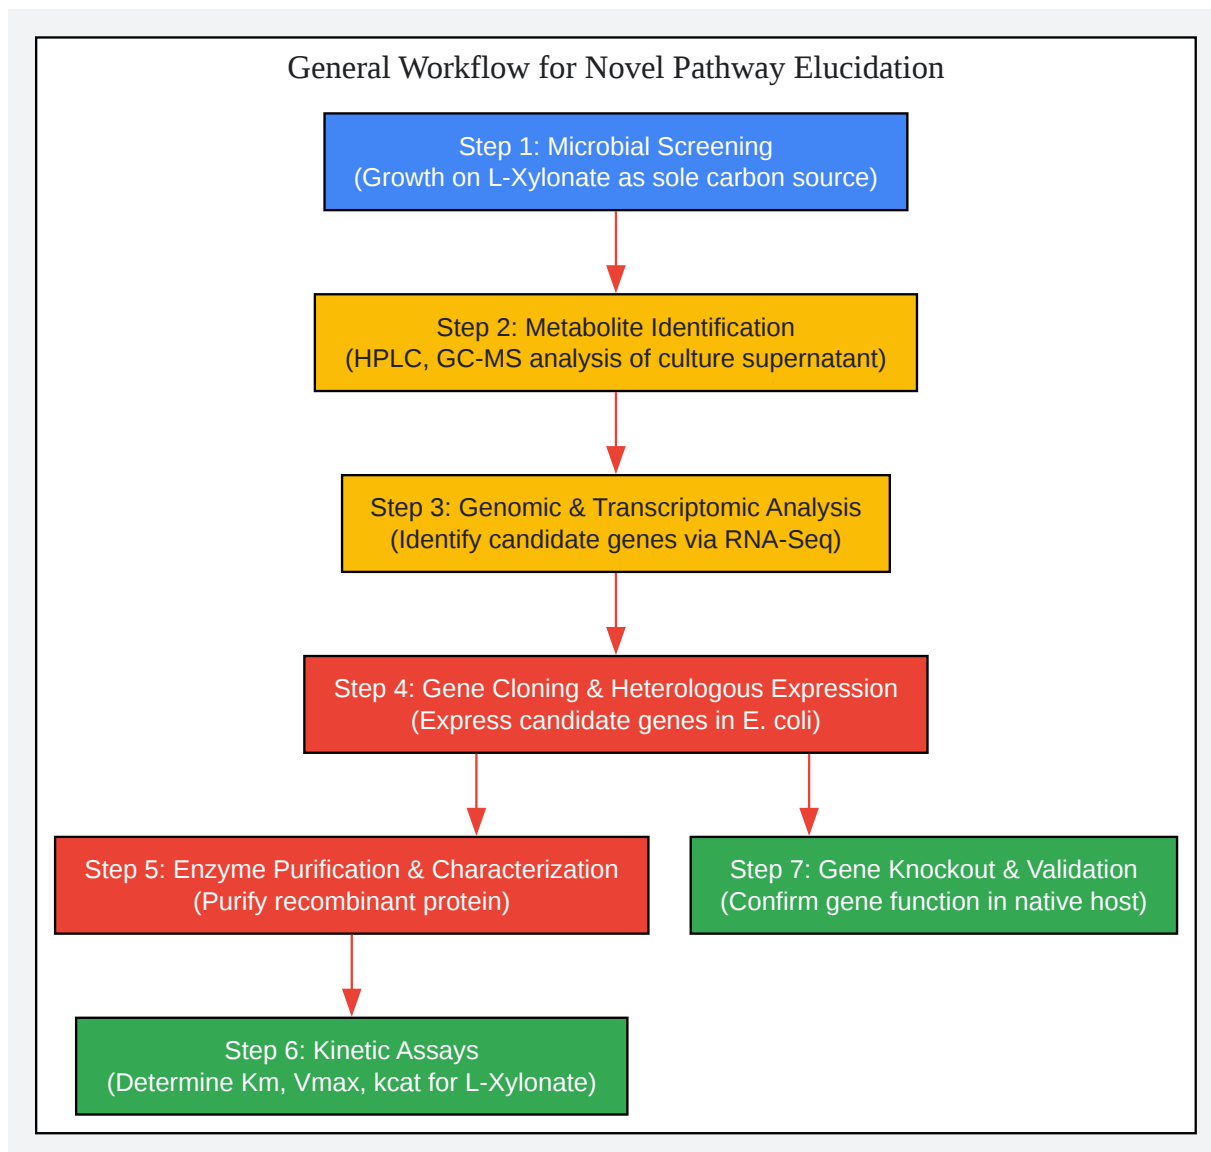 General Workflow for Novel Pathway Elucidation
Step 1: Microbial Screening
(Growth on L-Xylonate as sole carbon source)
Step 2: Metabolite Identification
(HPLC, GC-MS analysis of culture supernatant)
Step 3: Genomic & Transcriptomic Analysis
(Identify candidate genes via RNA-Seq)
Step 4: Gene Cloning & Heterologous Expression
(Express candidate genes in E. coli)
Step 5: Enzyme Purification & Characterization
(Purify recombinant protein)
Step 7: Gene Knockout & Validation
(Confirm gene function in native host)
Step 6: Kinetic Assays
(Determine Km, Vmax, kcat for L-Xylonate)